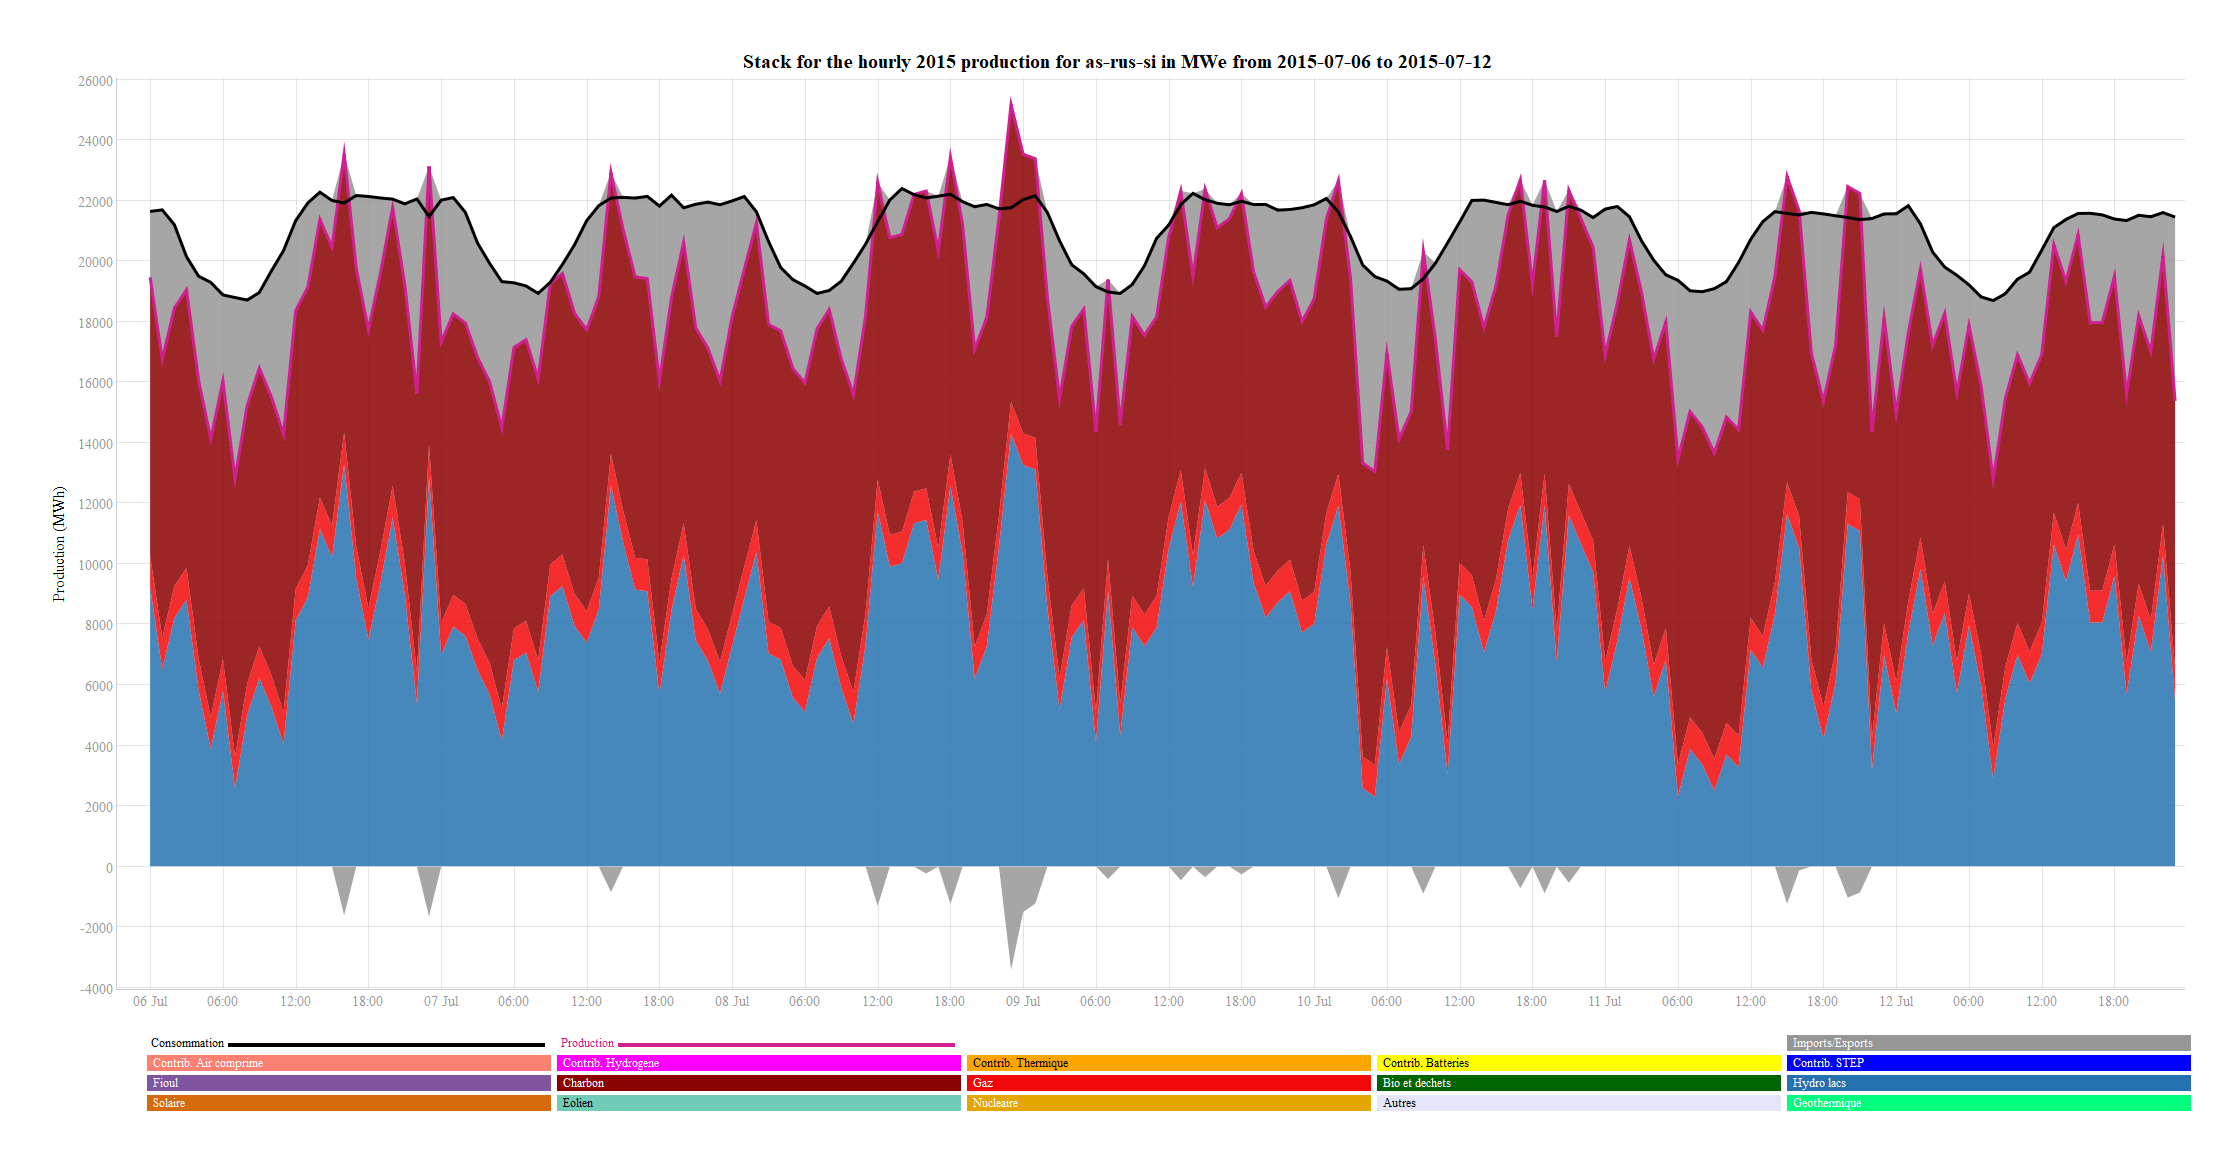 Stack for the hourly 2015 production for as-rus-si in MWe from 2015-07-06 to 2015-07-12
26000
24000
22000
20000
18000
16000
14000
12000
10000
8000
6000
4000
2000
0
-2000
-4000
Production (MWh)
06 Jul 06:00 12:00 18:00 07 Jul 06:00 12:00 18:00 08 Jul 06:00 12:00 18:00 09 Jul 06:00 12:00 18:00 10 Jul 06:00 12:00 18:00 11 Jul 06:00 12:00 18:00 12 Jul 06:00 12:00 18:00
Consommation Production Imports/Exports
Contrib. Air comprime Contrib. Hydrogene Contrib. Thermique Contrib. Batteries Contrib. STEP
Fioul Charbon Gaz Bio et dechets Hydro lacs
Solaire Eolien Nucleaire Autres Geothermique